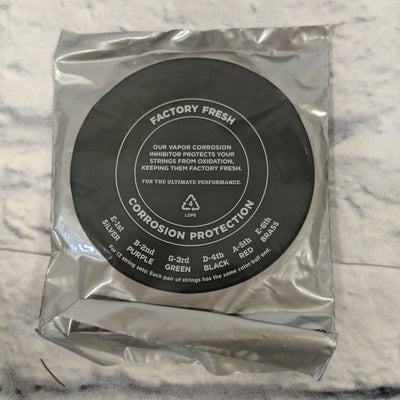 FACTORY FRESH
OUR VAPOR CORROSION
INHIBITOR PROTECTS YOUR
STRINGS FROM OXIDATION,
KEEPING THEM FACTORY FRESH.
FOR THE ULTIMATE PERFORMANCE.
4
LDPE
CORROSION PROTECTION
E-1st
SILVER
B-2nd
PURPLE
G-3rd
GREEN
D-4th
BLACK
A-5th
RED
E-6th
BRASS
For 12 string sets: Each pair of strings has the same color ball end.